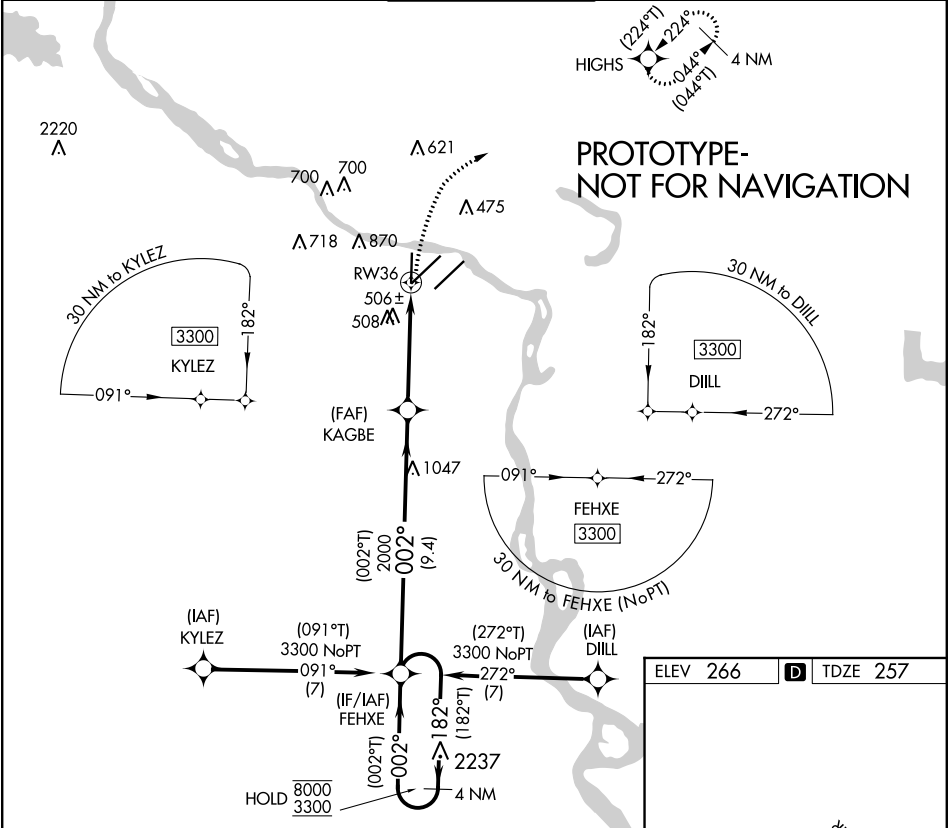 HIGHS
(224°T)
224°
044°
(044°T)
4 NM
PROTOTYPE-
NOT FOR NAVIGATION
2220
700
700
621
475
718
870
RW36
506±
508
30 NM to KYLEZ
182°
3300
KYLEZ
091°
30 NM to DIILL
182°
3300
DIILL
272°
(FAF)
KAGBE
1047
091°
272°
FEHXE
3300
30 NM to FEHXE (NoPT)
(002°T)
2000
002°
(9.4)
(IAF)
KYLEZ
(091°T)
3300 NoPT
091°
(7)
(272°T)
3300 NoPT
272°
(7)
(IAF)
DIILL
(IF/IAF)
FEHXE
(002°T)
002°
182°
(182°T)
2237
HOLD 8000
3300
4 NM
ELEV 266 D TDZE 257